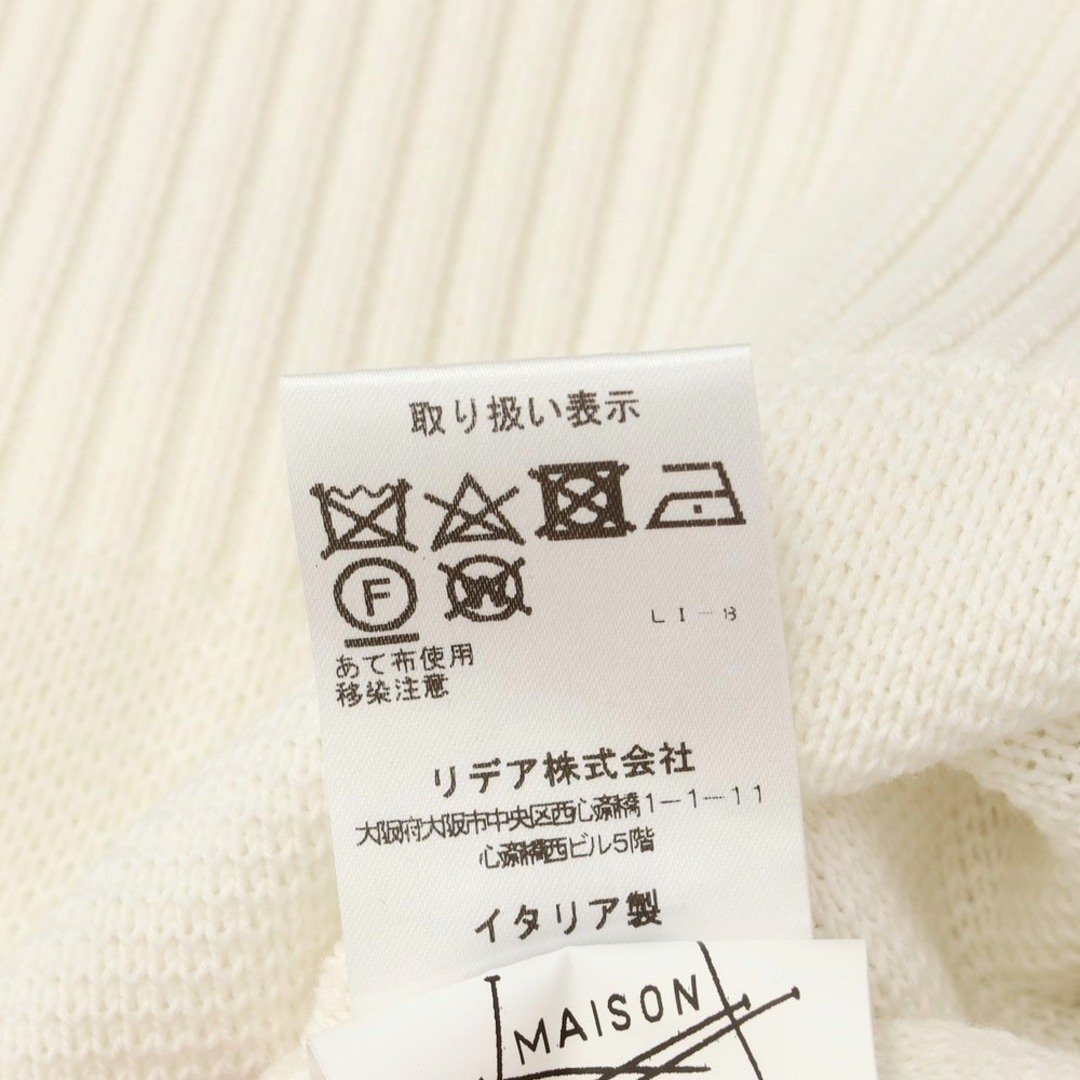 取り扱い表示
F W
LI-B
あて布使用
移染注意
リデア株式会社
大阪府大阪市中央区西心斎橋1-1-11
心斎橋西ビル5階
イタリア製
MAISON